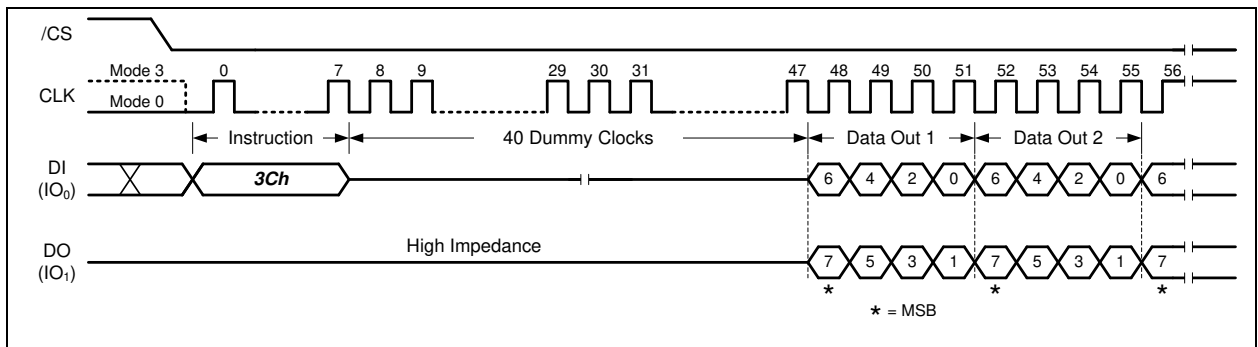 /CS
Mode 3 0 7 8 9 29 30 31 47 48 49 50 51 52 53 54 55 56
CLK
Mode 0
Instruction 40 Dummy Clocks Data Out 1 Data Out 2
DI
(IO₀)
3Ch 6 4 2 0 6 4 2 0 6
High Impedance
DO
(IO₁)
7 5 3 1 7 5 3 1 7
* * *
* = MSB